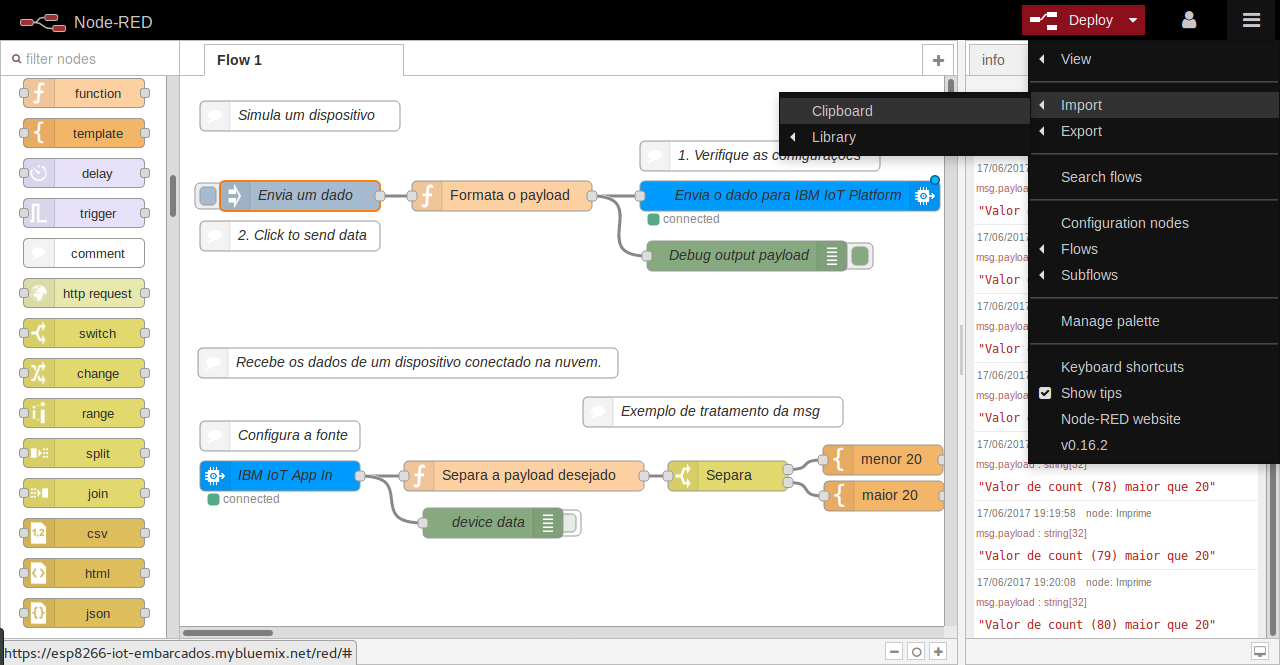 Node-RED
Deploy
filter nodes
Flow 1
info
View
Import
Export
Clipboard
Library
Search flows
Configuration nodes
Flows
Subflows
Manage palette
Keyboard shortcuts
Show tips
Node-RED website
v0.16.2
function
template
delay
trigger
comment
http request
switch
change
range
split
join
csv
1,2
html
json
Simula um dispositivo
1. Verifique as configurações
Envia um dado
Formata o payload
Envia o dado para IBM IoT Platform
connected
2. Click to send data
Debug output payload
Recebe os dados de um dispositivo conectado na nuvem.
Exemplo de tratamento da msg
Configura a fonte
IBM IoT App In
connected
Separa a payload desejado
Separa
menor 20
maior 20
device data
17/06/2017
msg.payloa
"Valor d
17/06/2017
msg.payloa
"Valor d
17/06/2017
msg.payloa
"Valor d
17/06/2017
msg.payloa
"Valor d
17/06/2017
msg.payload : string[32]
"Valor de count (78) maior que 20"
17/06/2017 19:19:58 node: Imprime
msg.payload : string[32]
"Valor de count (79) maior que 20"
17/06/2017 19:20:08 node: Imprime
msg.payload : string[32]
"Valor de count (80) maior que 20"
https://esp8266-iot-embarcados.mybluemix.net/red/#